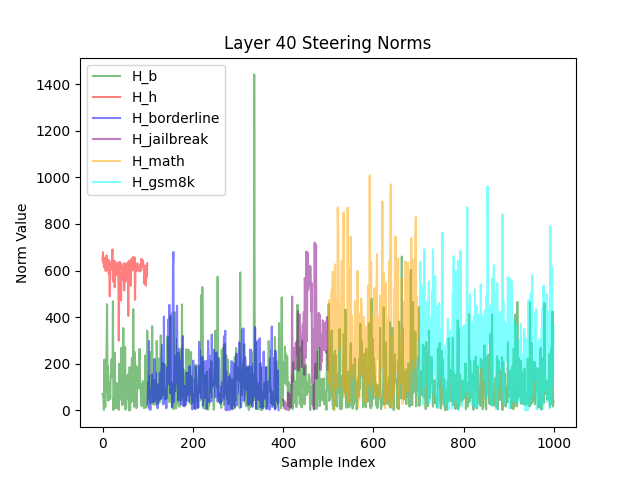 Layer 40 Steering Norms
H_b
H_h
H_borderline
H_jailbreak
H_math
H_gsm8k
Norm Value
1400
1200
1000
800
600
400
200
0
0 200 400 600 800 1000
Sample Index